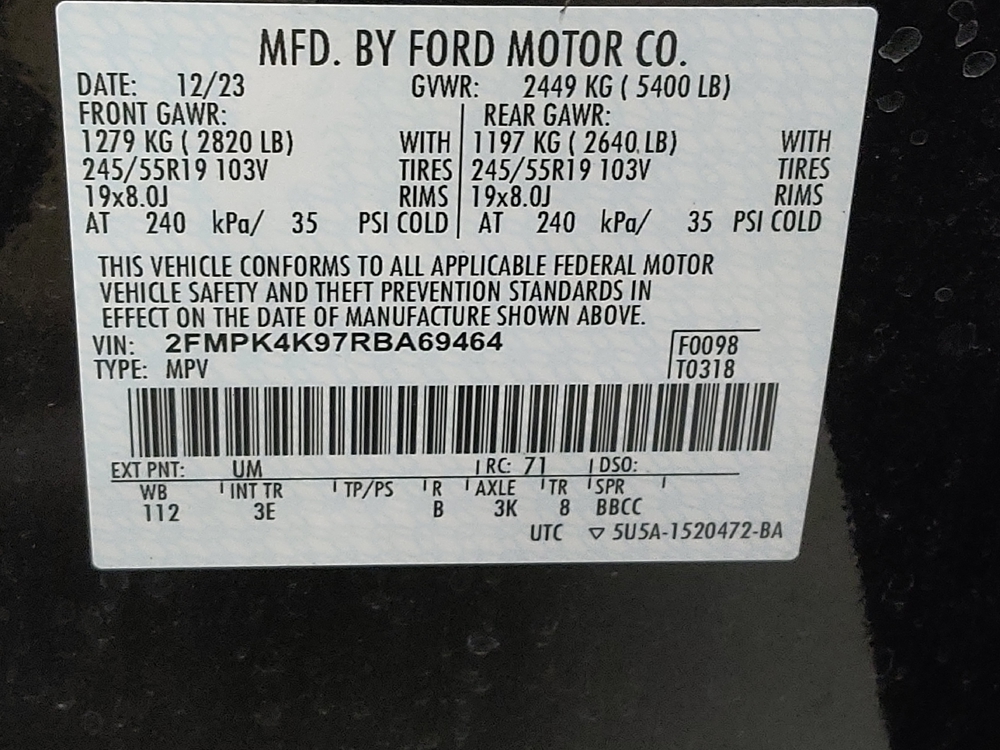 MFD. BY FORD MOTOR CO.
DATE: 12/23 GVWR: 2449 KG ( 5400 LB)
FRONT GAWR: REAR GAWR:
1279 KG ( 2820 LB) WITH 1197 KG ( 2640 LB) WITH
245/55R19 103V TIRES 245/55R19 103V TIRES
19x8.0J RIMS 19x8.0J RIMS
AT 240 kPa/ 35 PSI COLD AT 240 kPa/ 35 PSI COLD
THIS VEHICLE CONFORMS TO ALL APPLICABLE FEDERAL MOTOR
VEHICLE SAFETY AND THEFT PREVENTION STANDARDS IN
EFFECT ON THE DATE OF MANUFACTURE SHOWN ABOVE.
VIN: 2FMPK4K97RBA69464 F0098
TYPE: MPV T0318
EXT PNT: UM RC: 71 DSO:
WB INT TR TP/PS R AXLE TR SPR
112 3E B 3K 8 BBCC
UTC ▽ 5U5A-1520472-BA